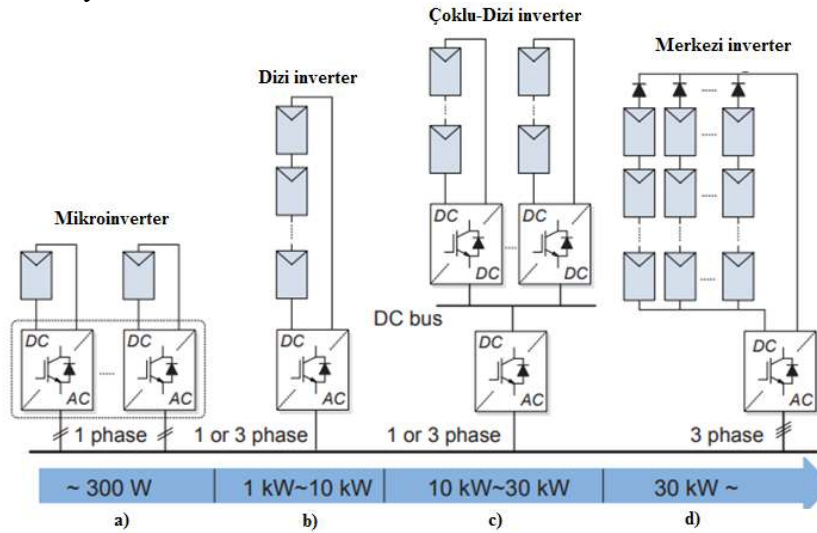 Çoklu-Dizi inverter
Merkezi inverter
Dizi inverter
Mikroinverter
DC
DC
DC
DC
DC bus
DC
AC
DC
AC
DC
AC
DC
AC
DC
AC
1 phase
1 or 3 phase
1 or 3 phase
3 phase
~ 300 W
1 kW~10 kW
10 kW~30 kW
30 kW ~
a)
b)
c)
d)